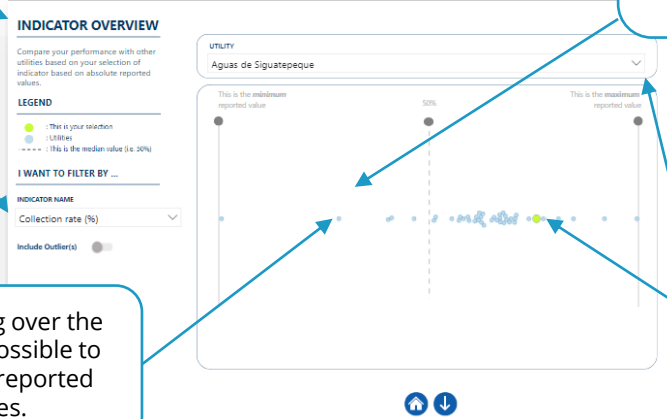 INDICATOR OVERVIEW
Compare your performance with other
utilities based on your selection of
indicator based on absolute reported
values.
LEGEND
: This is your selection
: Utilities
: This is the median value (i.e. 50%)
I WANT TO FILTER BY ...
INDICATOR NAME
Collection rate (%)
Include Outlier(s)
UTILITY
Aguas de Siguatepeque
This is the minimum
reported value
50%
This is the maximum
reported value
g over the
ossible to
reported
es.